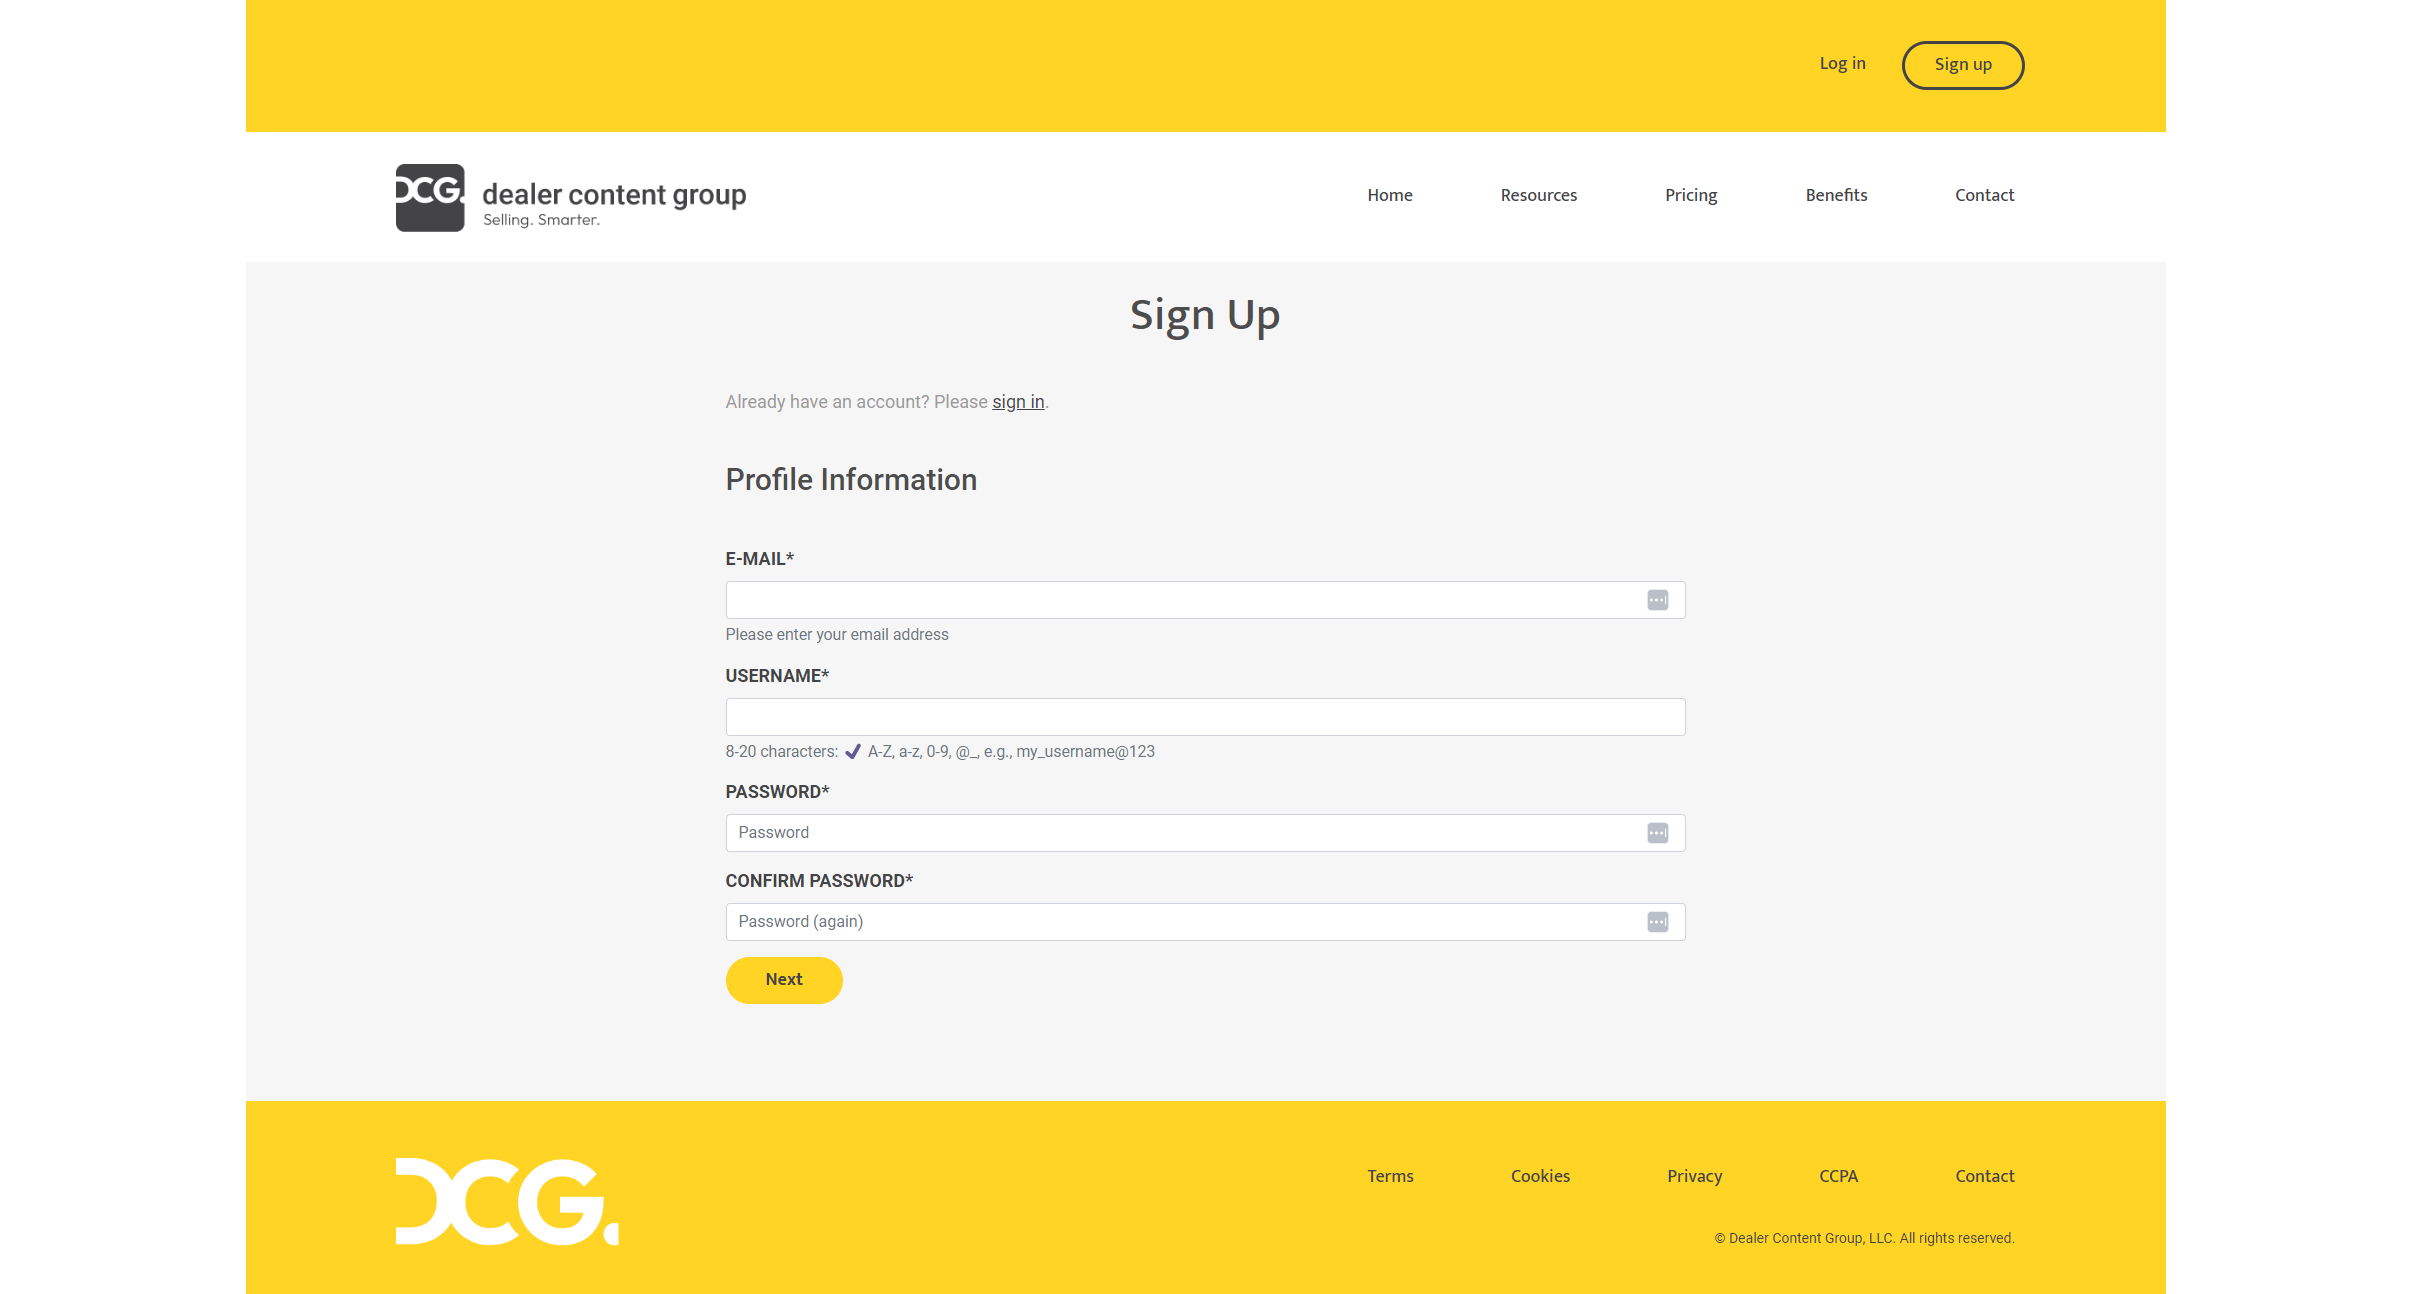 Log in
Sign up
DCG.
dealer content group
Selling. Smarter.
Home
Resources
Pricing
Benefits
Contact
Sign Up
Already have an account? Please sign in.
Profile Information
E-MAIL*
Please enter your email address
USERNAME*
8-20 characters: ✔ A-Z, a-z, 0-9, @_, e.g., my_username@123
PASSWORD*
Password
CONFIRM PASSWORD*
Password (again)
Next
DCG.
Terms
Cookies
Privacy
CCPA
Contact
© Dealer Content Group, LLC. All rights reserved.